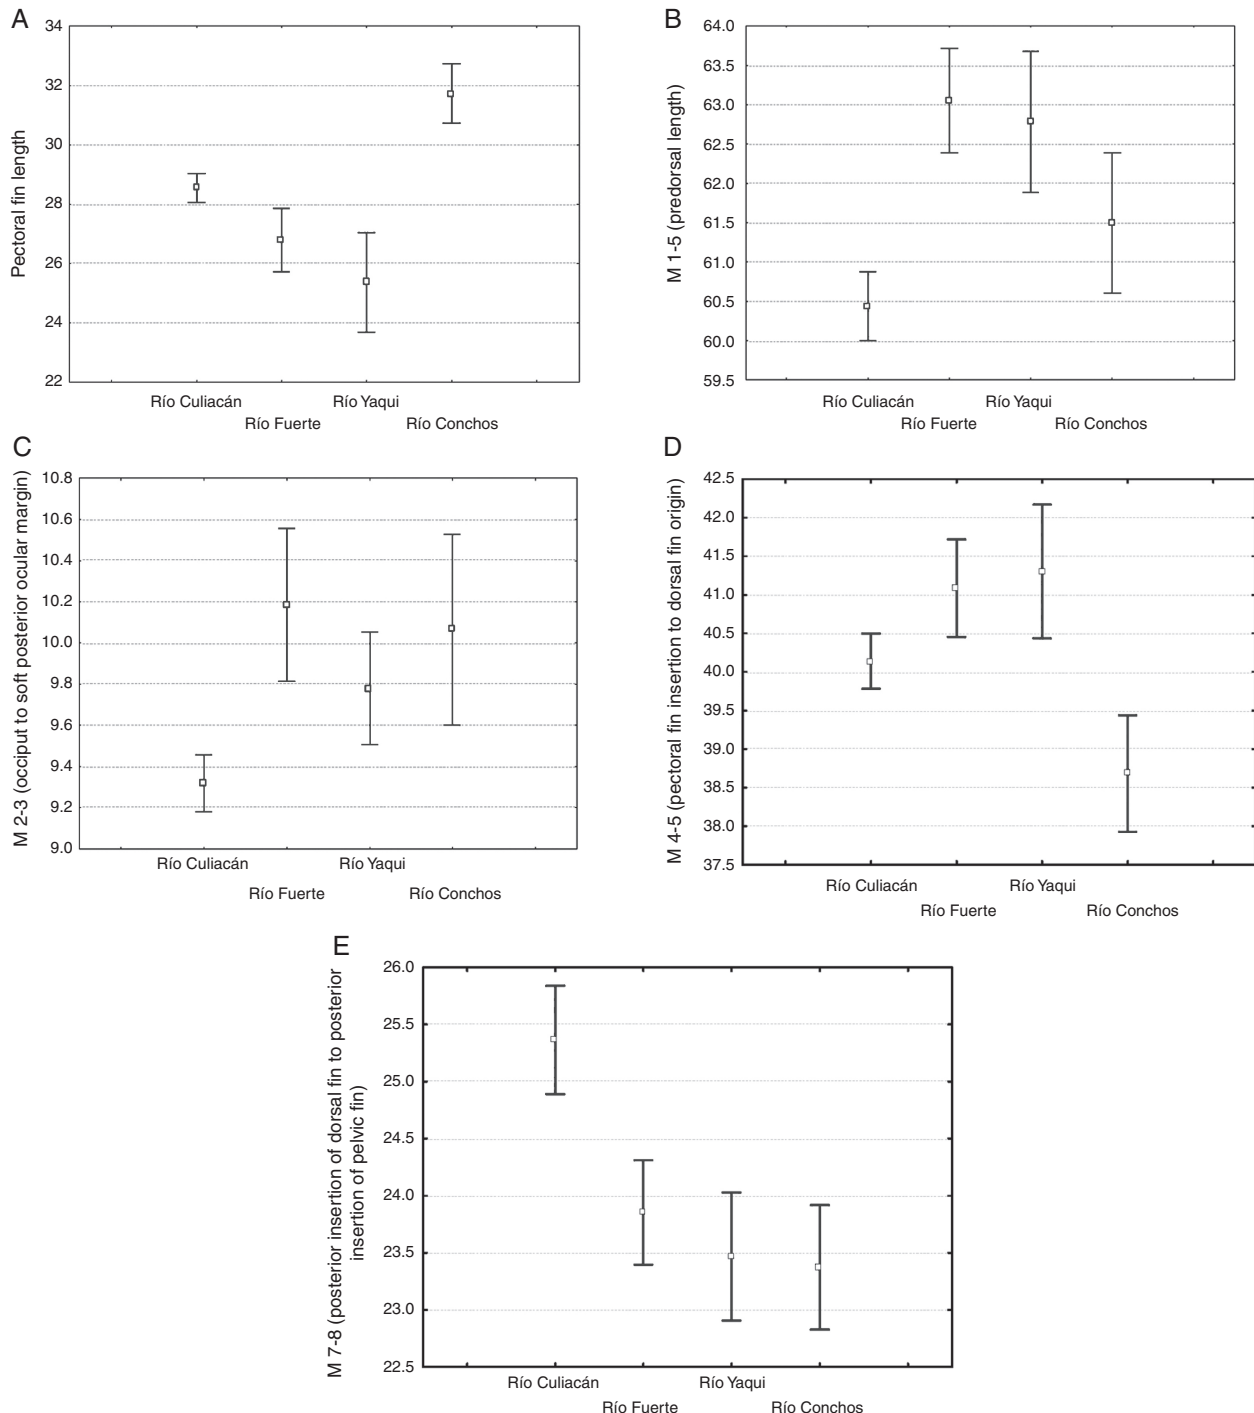 A
34
32
30
28
26
24
22
Pectoral fin length
Río Culiacán
Río Yaqui
Río Fuerte
Río Conchos
B
64.0
63.5
63.0
62.5
62.0
61.5
61.0
60.5
60.0
59.5
M 1-5 (predorsal length)
Río Culiacán
Río Yaqui
Río Fuerte
Río Conchos
C
10.8
10.6
10.4
10.2
10.0
9.8
9.6
9.4
9.2
9.0
M 2-3 (occiput to soft posterior ocular margin)
Río Culiacán
Río Yaqui
Río Fuerte
Río Conchos
D
42.5
42.0
41.5
41.0
40.5
40.0
39.5
39.0
38.5
38.0
37.5
M 4-5 (pectoral fin insertion to dorsal fin origin)
Río Culiacán
Río Yaqui
Río Fuerte
Río Conchos
E
26.0
25.5
25.0
24.5
24.0
23.5
23.0
22.5
M 7-8 (posterior insertion of dorsal fin to posterior
insertion of pelvic fin)
Río Culiacán
Río Yaqui
Río Fuerte
Río Conchos